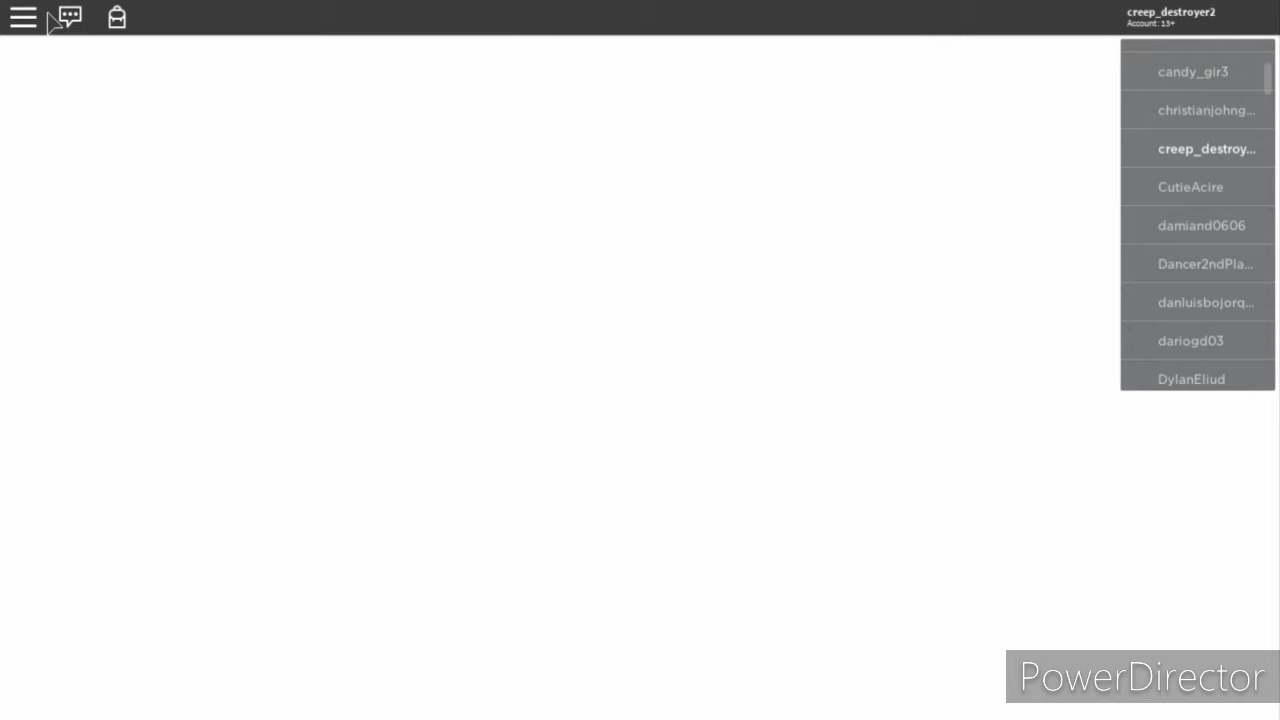 creep_destroyer2
Account: 13+
candy_gir3
christianjohng...
creep_destroy...
CutieAcire
damiand0606
Dancer2ndPla...
danluisbojorq...
dariogd03
DylanEliud
PowerDirector